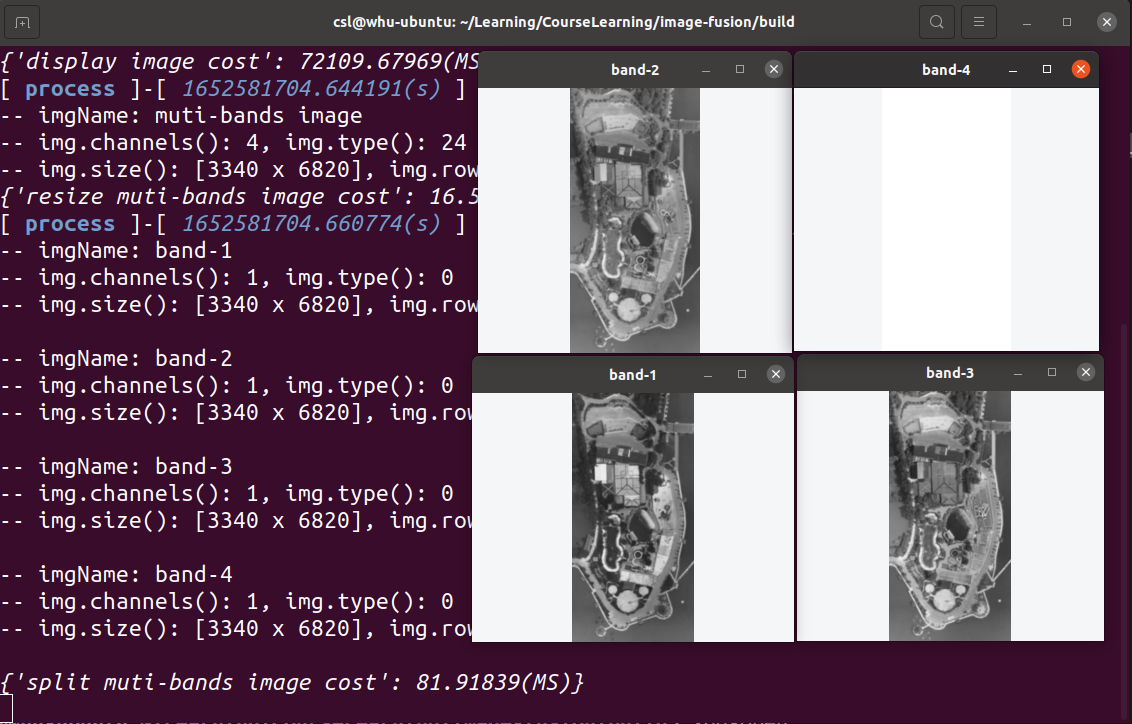 csl@whu-ubuntu: ~/Learning/CourseLearning/image-fusion/build
{'display image cost': 72109.67969(MS
[ process ]-[ 1652581704.644191(s) ]
-- imgName: muti-bands image
-- img.channels(): 4, img.type(): 24
-- img.size(): [3340 x 6820], img.row
{'resize muti-bands image cost': 16.5
[ process ]-[ 1652581704.660774(s) ]
-- imgName: band-1
-- img.channels(): 1, img.type(): 0
-- img.size(): [3340 x 6820], img.row
-- imgName: band-2
-- img.channels(): 1, img.type(): 0
-- img.size(): [3340 x 6820], img.row
-- imgName: band-3
-- img.channels(): 1, img.type(): 0
-- img.size(): [3340 x 6820], img.row
-- imgName: band-4
-- img.channels(): 1, img.type(): 0
-- img.size(): [3340 x 6820], img.row
{'split muti-bands image cost': 81.91839(MS)}
band-2
band-4
band-1
band-3